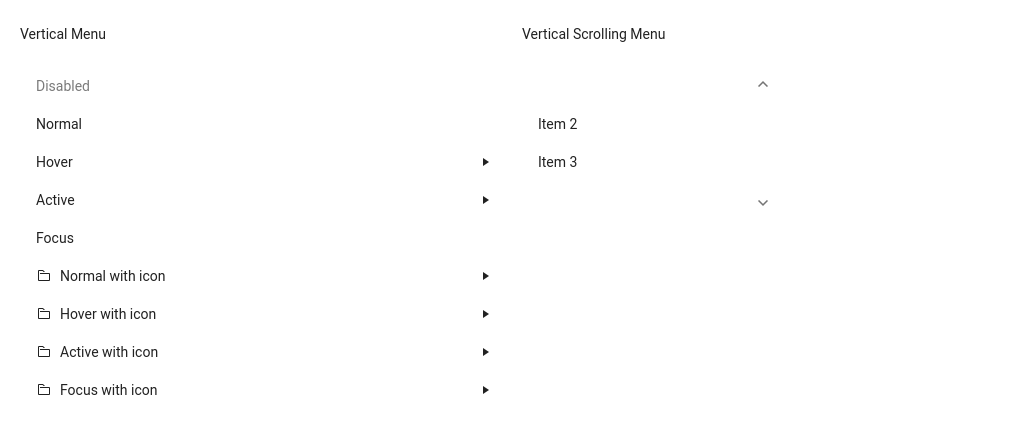 Vertical Menu
Disabled
Normal
Hover
Active
Focus
Normal with icon
Hover with icon
Active with icon
Focus with icon
Vertical Scrolling Menu
Item 2
Item 3